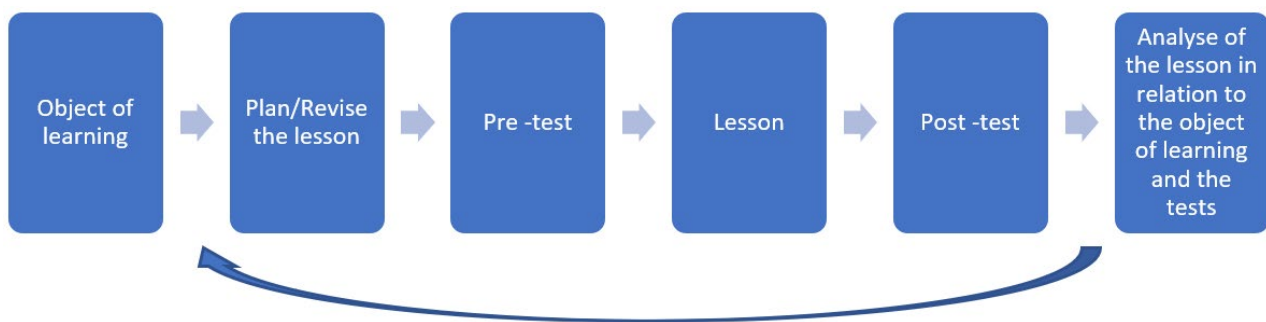 Object of
learning
Plan/Revise
the lesson
Pre -test
Lesson
Post -test
Analyse of
the lesson in
relation to
the object
of learning
and the
tests